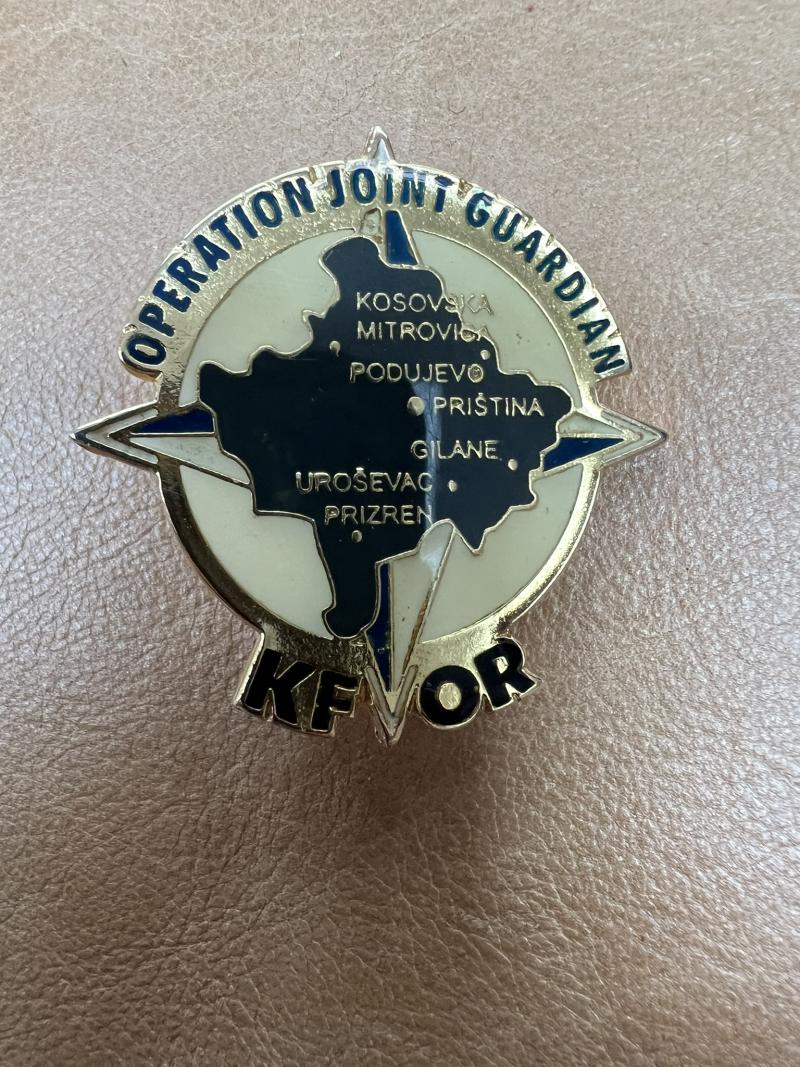 OPERATION JOINT GUARDIAN
KOSOVSKA
MITROVICA
PODUJEVO
PRIŠTINA
GILANE
UROŠEVAC
PRIZREN
KFOR